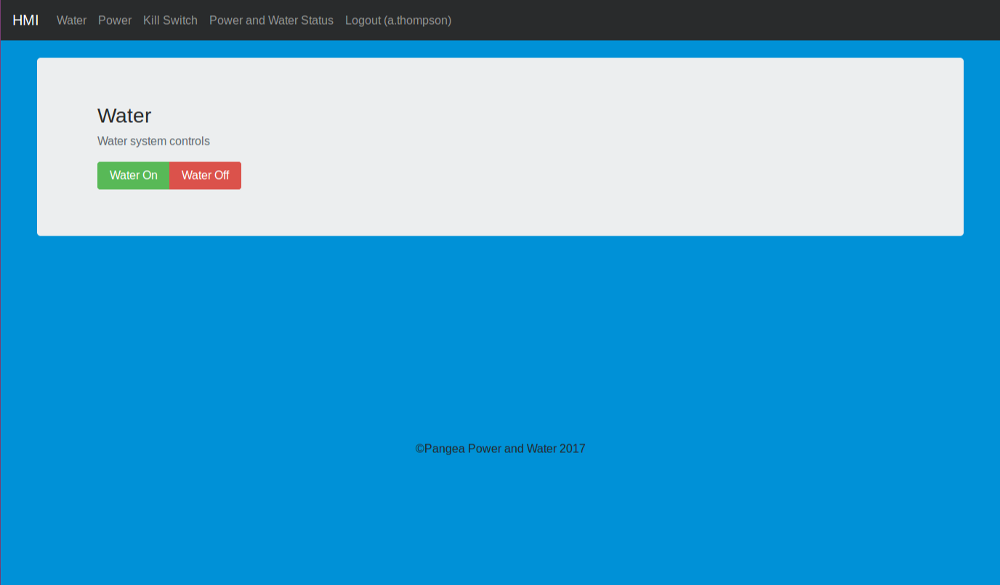 HMI Water Power Kill Switch Power and Water Status Logout (a.thompson)
Water
Water system controls
Water On Water Off
©Pangea Power and Water 2017